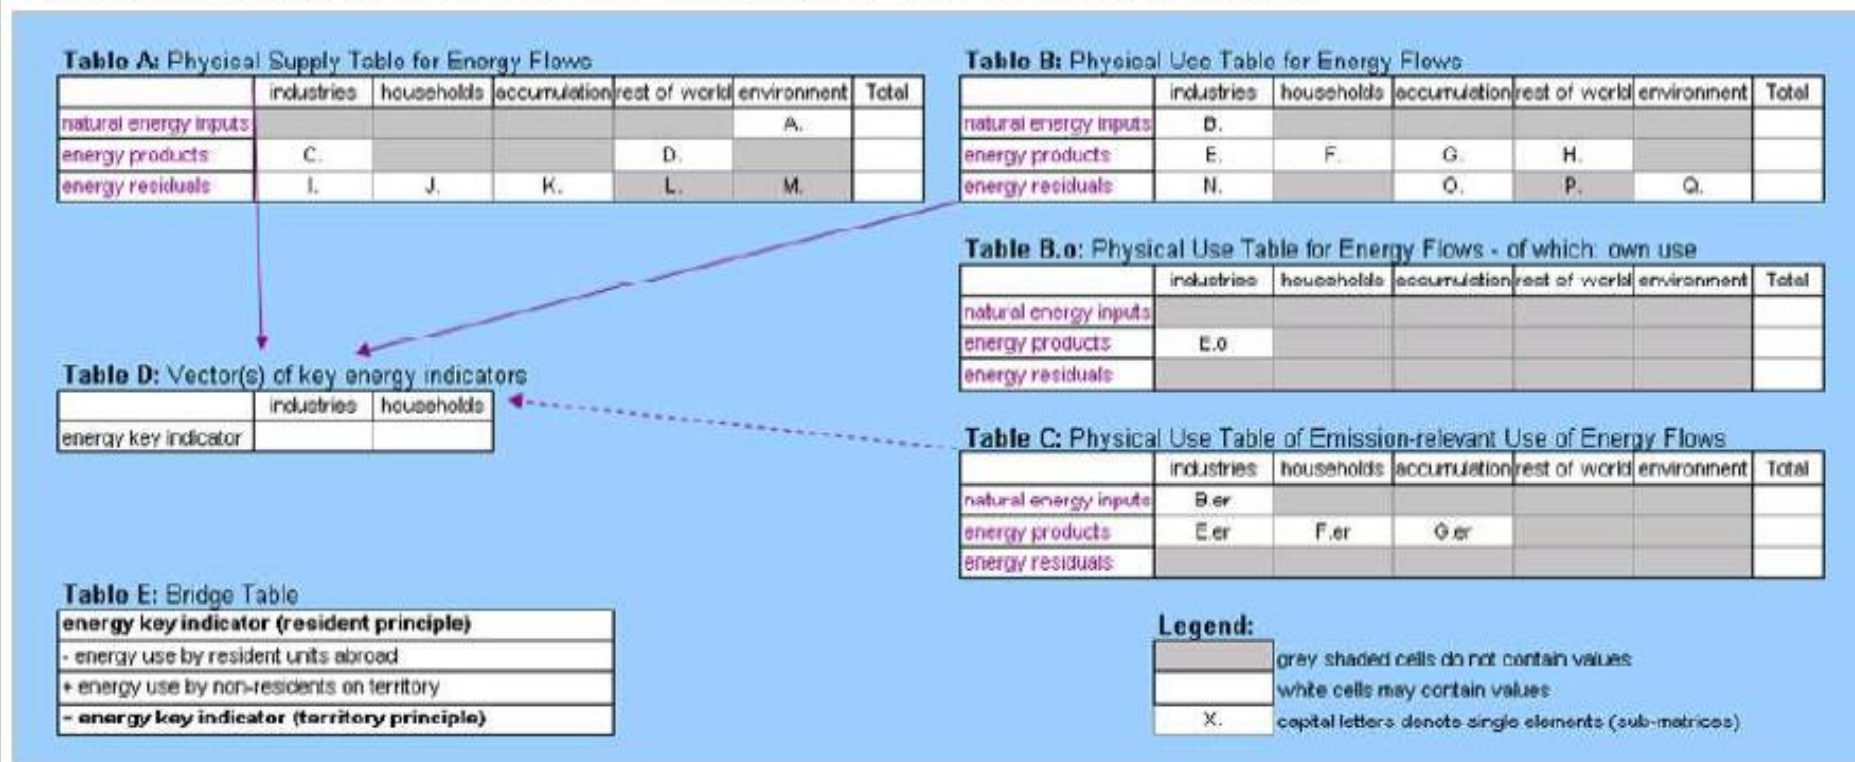 Table A: Physical Supply Table for Energy Flows
industries households accumulation rest of world environment Total
natural energy inputs A.
energy products C. D.
energy residuals I. J. K. L. M.
Table B: Physical Use Table for Energy Flows
industries households accumulation rest of world environment Total
natural energy inputs B.
energy products E. F. G. H.
energy residuals N. O. P. Q.
Table B.o: Physical Use Table for Energy Flows - of which: own use
industries households accumulation rest of world environment Total
natural energy inputs
energy products E.o
energy residuals
Table D: Vector(s) of key energy indicators
industries households
energy key indicator
Table C: Physical Use Table of Emission-relevant Use of Energy Flows
industries households accumulation rest of world environment Total
natural energy inputs B.er
energy products E.er F.er G.er
energy residuals
Table E: Bridge Table
energy key indicator (resident principle)
- energy use by resident units abroad
+ energy use by non-residents on territory
= energy key indicator (territory principle)
Legend:
grey shaded cells do not contain values
white cells may contain values
X. capital letters denote single elements (sub-matrices)